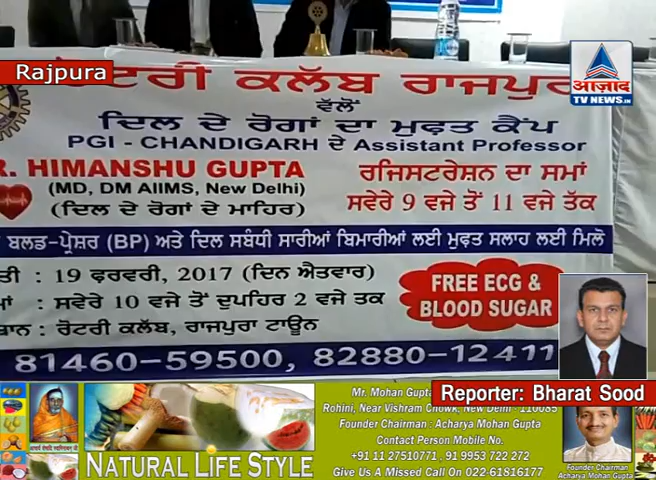 Rajpura
ਰੋਟਰੀ ਕਲੱਬ ਰਾਜਪੁਰਾ
ਵੱਲੋਂ
ਦਿਲ ਦੇ ਰੋਗਾਂ ਦਾ ਮੁਫ਼ਤ ਕੈਂਪ
PGI - CHANDIGARH ਦੇ Assistant Professor
R. HIMANSHU GUPTA
(MD, DM AIIMS, New Delhi)
(ਦਿਲ ਦੇ ਰੋਗਾਂ ਦੇ ਮਾਹਿਰ)
ਰਜਿਸਟਰੇਸ਼ਨ ਦਾ ਸਮਾਂ
ਸਵੇਰੇ 9 ਵਜੇ ਤੋਂ 11 ਵਜੇ ਤੱਕ
ਬਲਡ-ਪ੍ਰੇਸ਼ਰ (BP) ਅਤੇ ਦਿਲ ਸਬੰਧੀ ਸਾਰੀਆਂ ਬਿਮਾਰੀਆਂ ਲਈ ਮੁਫਤ ਸਲਾਹ ਲਈ ਮਿਲੋ
ਤੀ : 19 ਫਰਵਰੀ, 2017 (ਦਿਨ ਐਤਵਾਰ)
ਮਾਂ : ਸਵੇਰੇ 10 ਵਜੇ ਤੋਂ ਦੁਪਹਿਰ 2 ਵਜੇ ਤਕ
ਥਾਨ : ਰੋਟਰੀ ਕਲੱਬ, ਰਾਜਪੁਰਾ ਟਾਊਨ
FREE ECG &
BLOOD SUGAR
81460-59500, 82880-12411
आज़ाद
TV NEWS.IN
Reporter: Bharat Sood
NATURAL LIFE STYLE
Mr. Mohan Gupta
Rohini, Near Vishram Chowk, New Delhi - 110085
Founder Chairman : Acharya Mohan Gupta
Contact Person Mobile No.
+91 11 27510771, +91 9953 722 272
Give Us A Missed Call On 022-61816177
Founder Chairman
Acharya Mohan Gupta